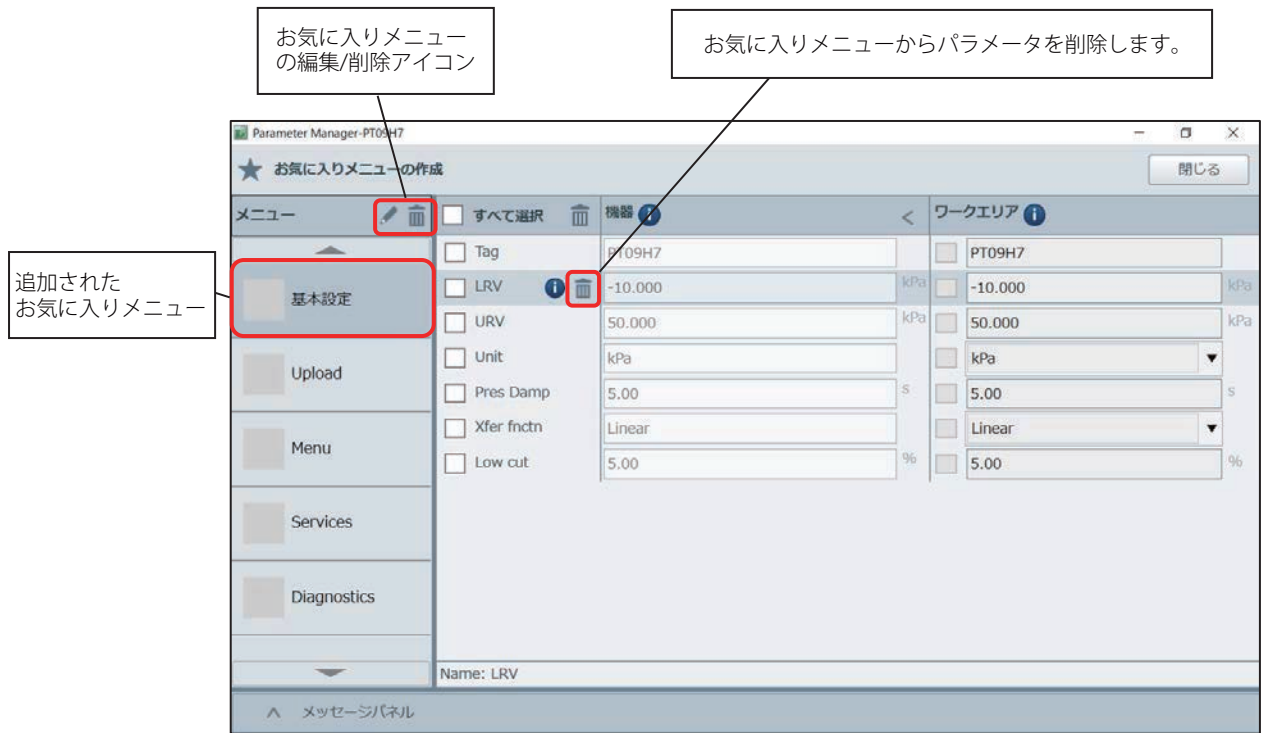 お気に入りメニュー
の編集/削除アイコン
お気に入りメニューからパラメータを削除します。
Parameter Manager-PT09H7
お気に入りメニューの作成
閉じる
メニュー
すべて選択
機器
<
ワークエリア
追加された
お気に入りメニュー
基本設定
Upload
Menu
Services
Diagnostics
Tag PT09H7 PT09H7
LRV -10.000 kPa -10.000 kPa
URV 50.000 kPa 50.000 kPa
Unit kPa kPa
Pres Damp 5.00 s 5.00 s
Xfer fnctn Linear Linear
Low cut 5.00 % 5.00 %
Name: LRV
メッセージパネル